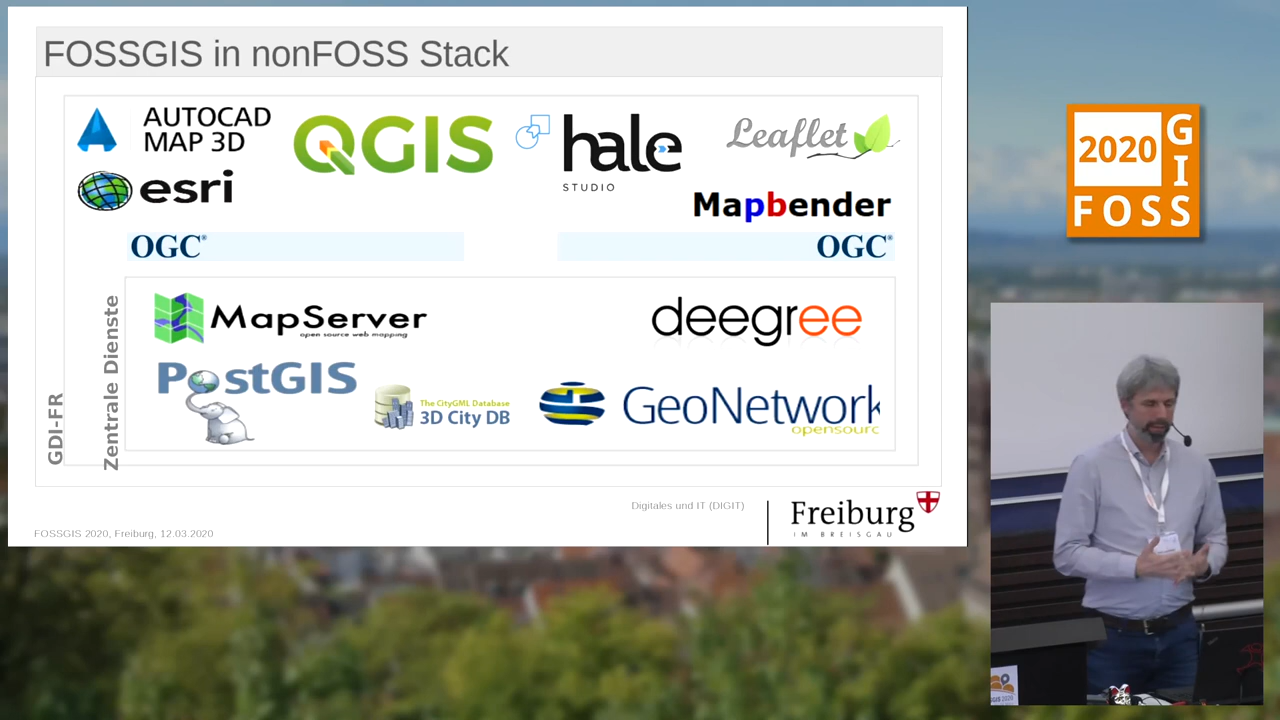 FOSSGIS in nonFOSS Stack
AUTOCAD
MAP 3D
QGIS
hale
STUDIO
Leaflet
esri
Mapbender
OGC®
OGC®
GDI-FR
Zentrale Dienste
MapServer
open source web mapping
deegree
PostGIS
The CityGML Database
3D City DB
GeoNetwork
opensourc
Digitales und IT (DIGIT)
Freiburg
IM BREISGAU
FOSSGIS 2020, Freiburg, 12.03.2020
2020
GIS
FOSS